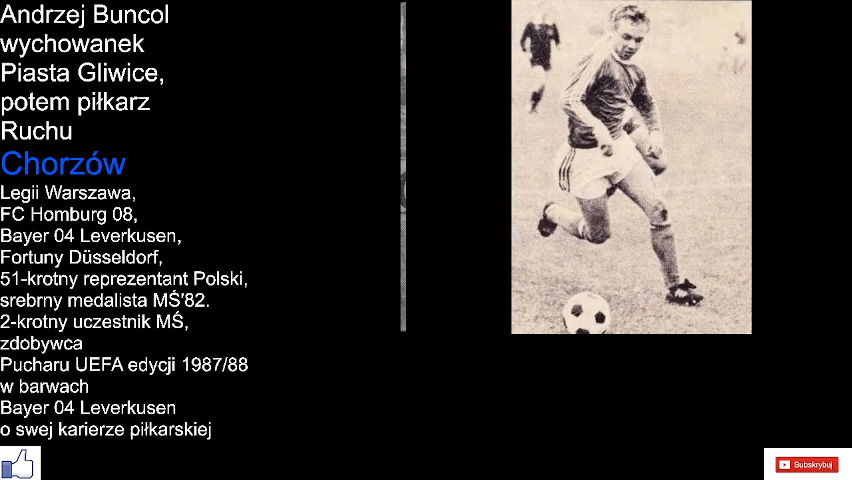 Andrzej Buncol
wychowanek
Piasta Gliwice,
potem piłkarz
Ruchu
Chorzów
Legii Warszawa,
FC Homburg 08,
Bayer 04 Leverkusen,
Fortuny Düsseldorf,
51-krotny reprezentant Polski,
srebrny medalista MŚ'82.
2-krotny uczestnik MŚ,
zdobywca
Pucharu UEFA edycji 1987/88
w barwach
Bayer 04 Leverkusen
o swej karierze piłkarskiej
Subskrybuj